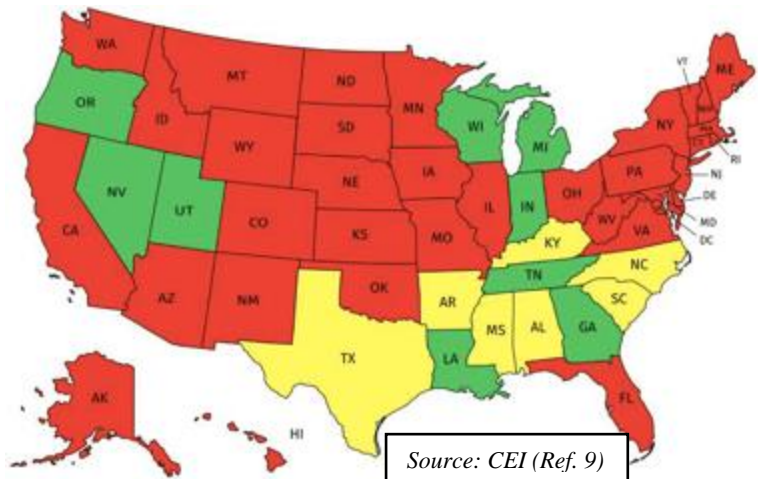 WA
MT
ND
MN
VT
ME
OR
ID
SD
WI
MI
NY
RI
WY
IA
PA
NJ
NE
OH
DE
NV
IL
IN
MD
UT
CO
WV
VA
DC
CA
KS
MO
KY
NC
TN
AZ
NM
OK
AR
SC
MS
AL
GA
TX
LA
AK
FL
HI
Source: CEI (Ref. 9)